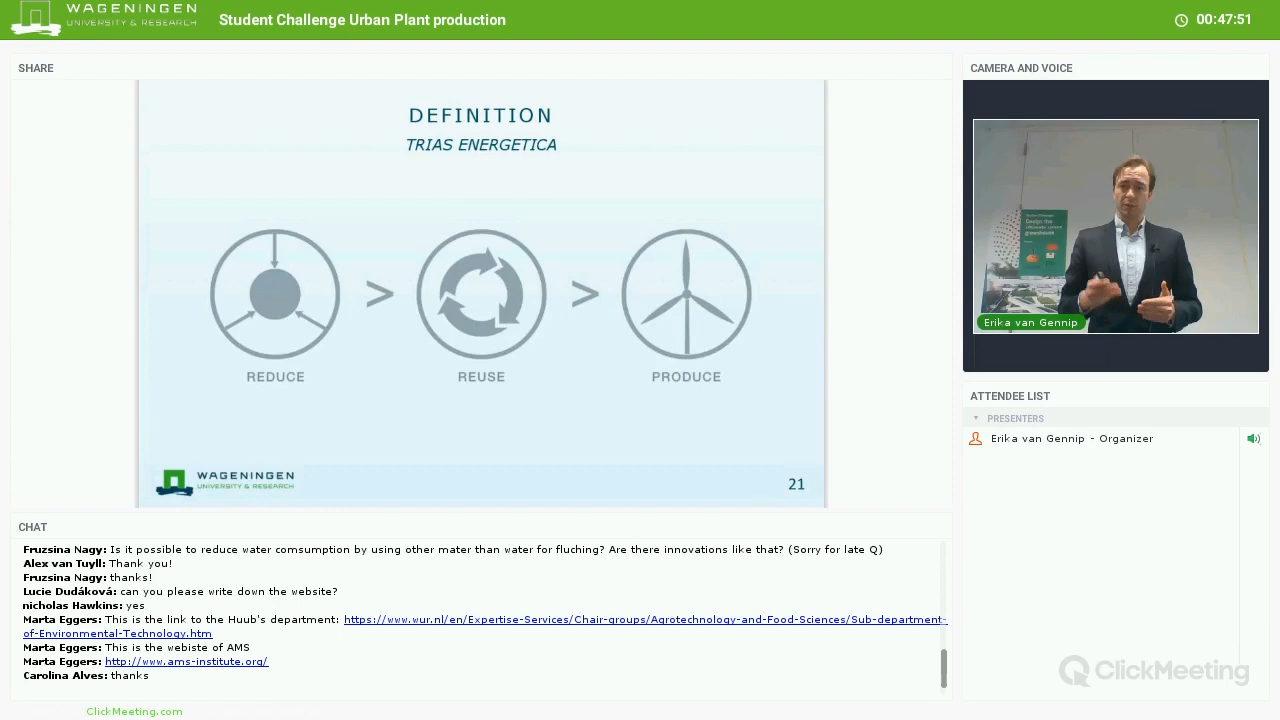 WAGENINGEN
UNIVERSITY & RESEARCH
Student Challenge Urban Plant production
00:47:51
SHARE
DEFINITION
TRIAS ENERGETICA
>
>
REDUCE
REUSE
PRODUCE
WAGENINGEN
UNIVERSITY & RESEARCH
21
CAMERA AND VOICE
Design the
ultimate urban
greenhouse
Erika van Gennip
ATTENDEE LIST
PRESENTERS
Erika van Gennip - Organizer
CHAT
Fruzsina Nagy: Is it possible to reduce water comsumption by using other mater than water for fluching? Are there innovations like that? (Sorry for late Q)
Alex van Tuyll: Thank you!
Fruzsina Nagy: thanks!
Lucie Dudáková: can you please write down the website?
nicholas Hawkins: yes
Marta Eggers: This is the link to the Huub's department: https://www.wur.nl/en/Expertise-Services/Chair-groups/Agrotechnology-and-Food-Sciences/Sub-department-
of-Environmental-Technology.htm
Marta Eggers: This is the webiste of AMS
Marta Eggers: http://www.ams-institute.org/
Carolina Alves: thanks
ClickMeeting
ClickMeeting.com